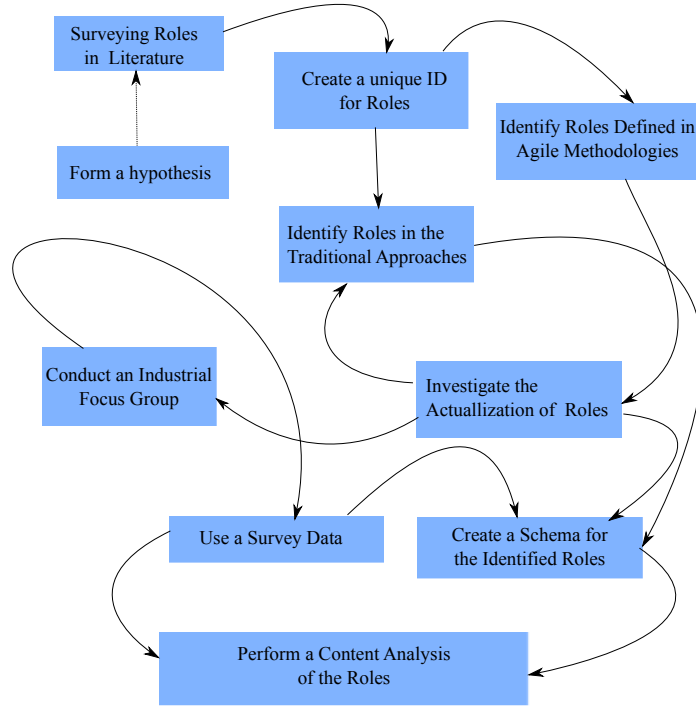 Surveying Roles
in Literature
Create a unique ID
for Roles
Identify Roles Defined in
Agile Methodologies
Form a hypothesis
Identify Roles in the
Traditional Approaches
Conduct an Industrial
Focus Group
Investigate the
Actuallization of Roles
Use a Survey Data
Create a Schema for
the Identified Roles
Perform a Content Analysis
of the Roles